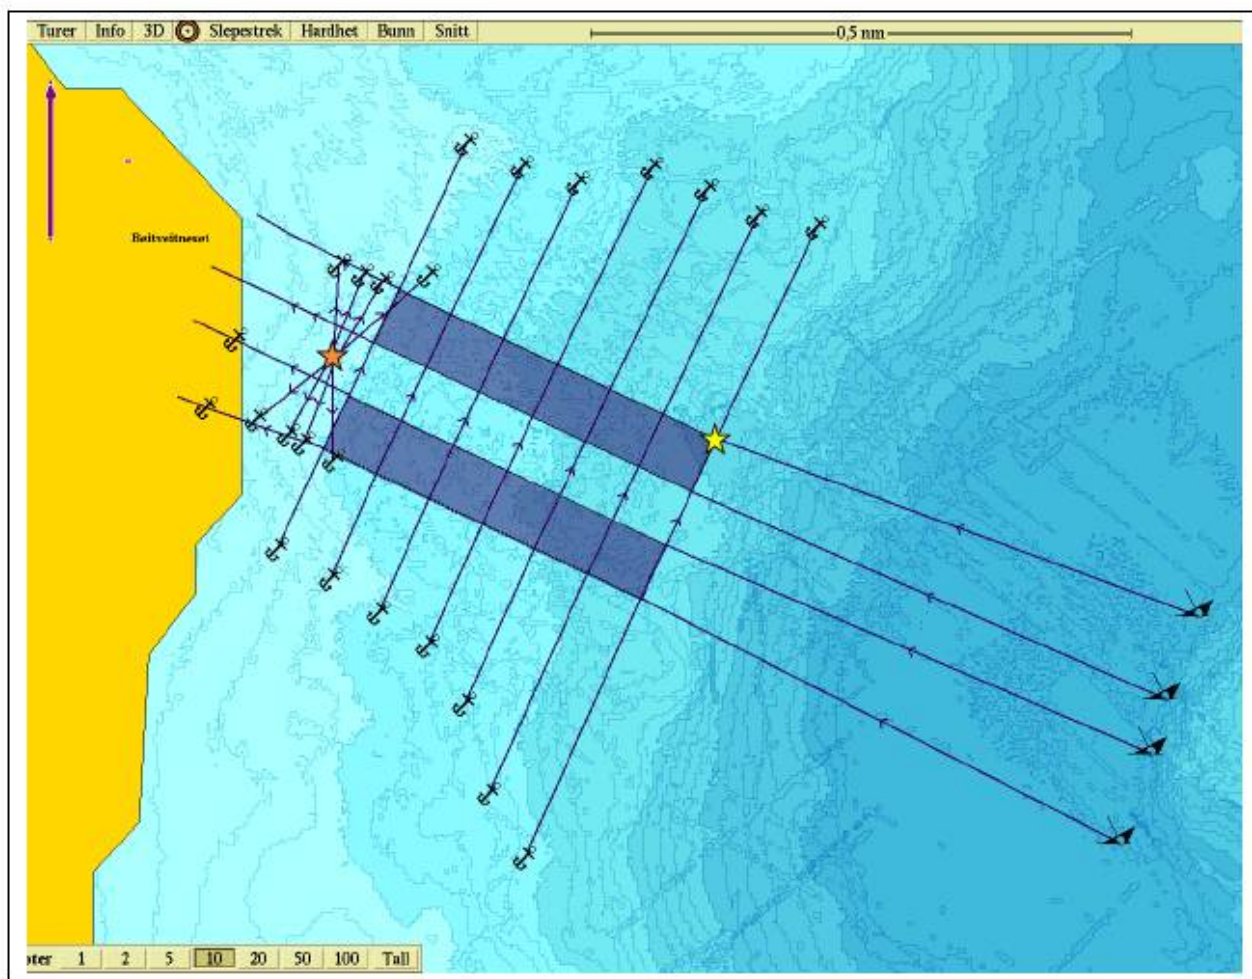 Turer Info 3D Slepestrek Hardhet Bunn Snitt
0,5 nm
Bøitveitneset
oter 1 2 5 10 20 50 100 Tall